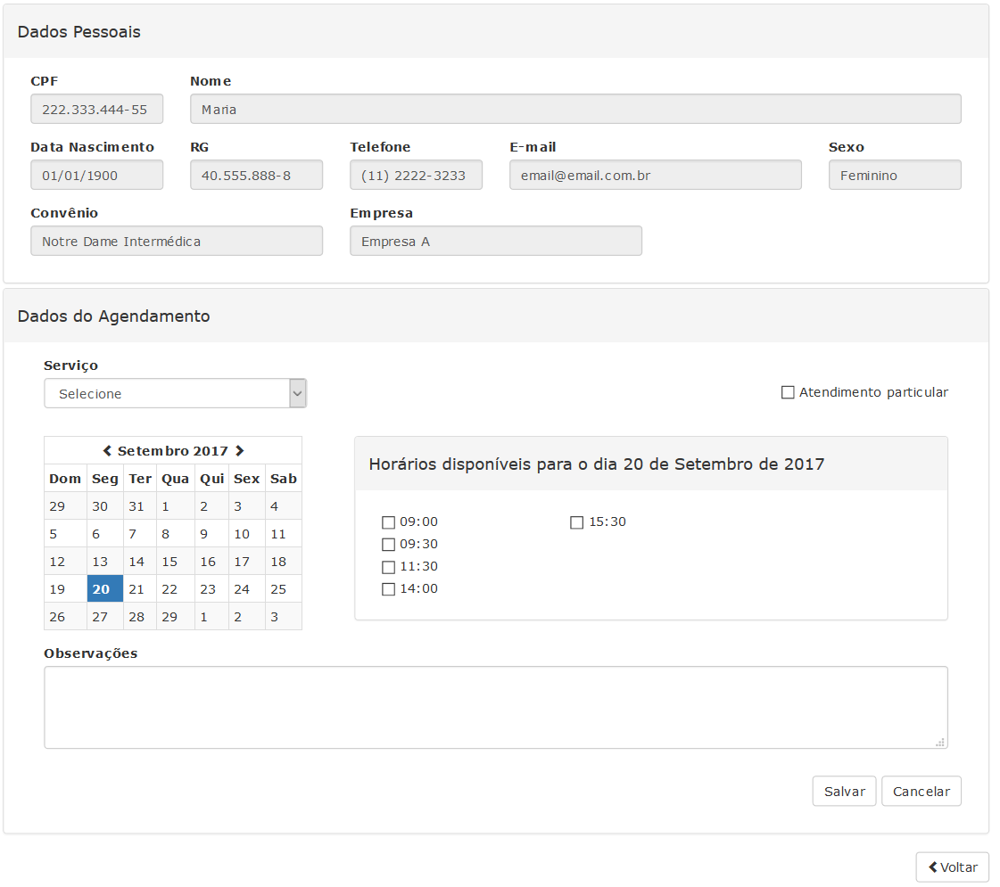 Dados Pessoais
CPF Nome
222.333.444-55 Maria
Data Nascimento RG Telefone E-mail Sexo
01/01/1900 40.555.888-8 (11) 2222-3233 email@email.com.br Feminino
Convênio Empresa
Notre Dame Intermédica Empresa A
Dados do Agendamento
Serviço
Selecione Atendimento particular
Setembro 2017
Dom Seg Ter Qua Qui Sex Sab
29 30 31 1 2 3 4
5 6 7 8 9 10 11
12 13 14 15 16 17 18
19 20 21 22 23 24 25
26 27 28 29 1 2 3
Horários disponíveis para o dia 20 de Setembro de 2017
09:00 15:30
09:30
11:30
14:00
Observações
Salvar Cancelar
Voltar